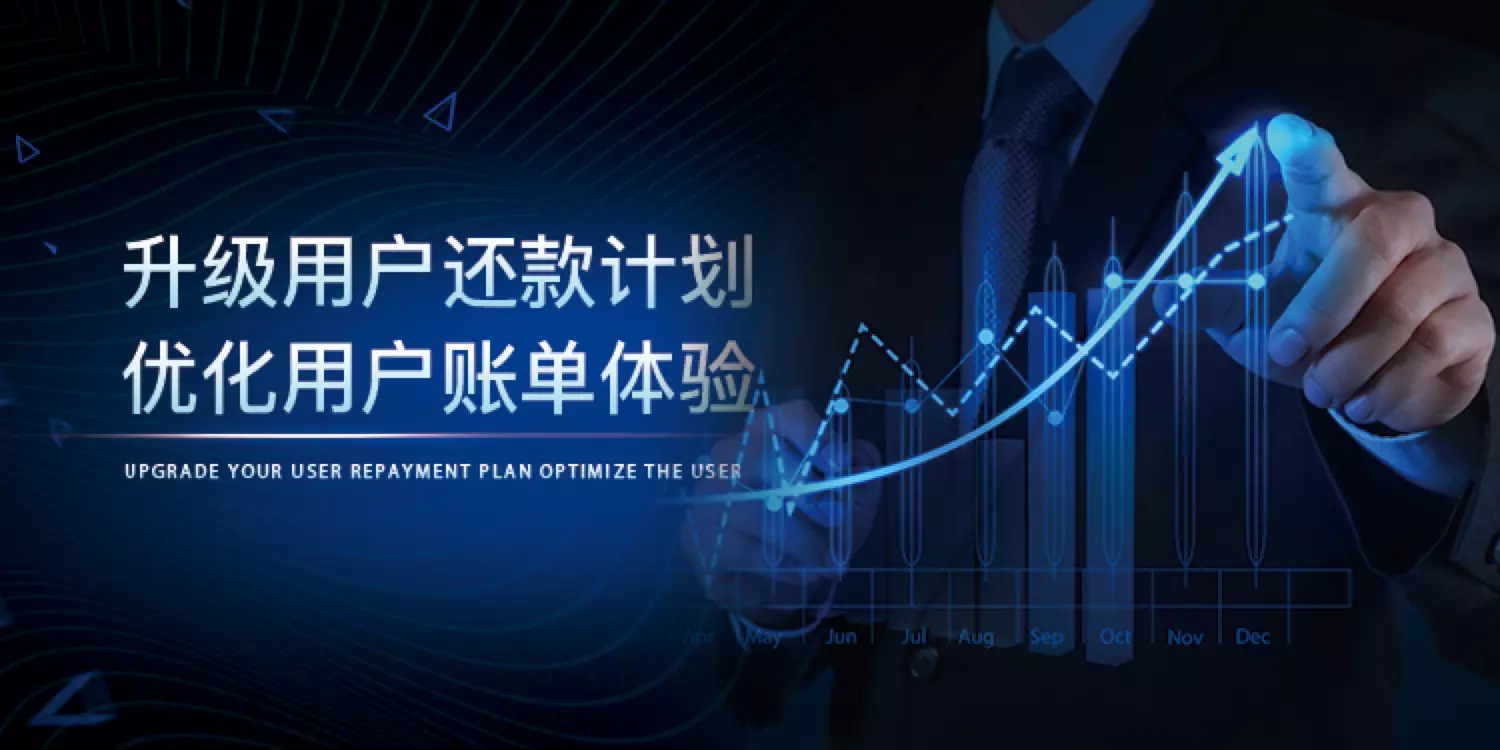 升级用户还款计划
优化用户账单体验
UPGRADE YOUR USER REPAYMENT PLAN OPTIMIZE THE USER
Apr May Jun Jul Aug Sep Oct Nov Dec